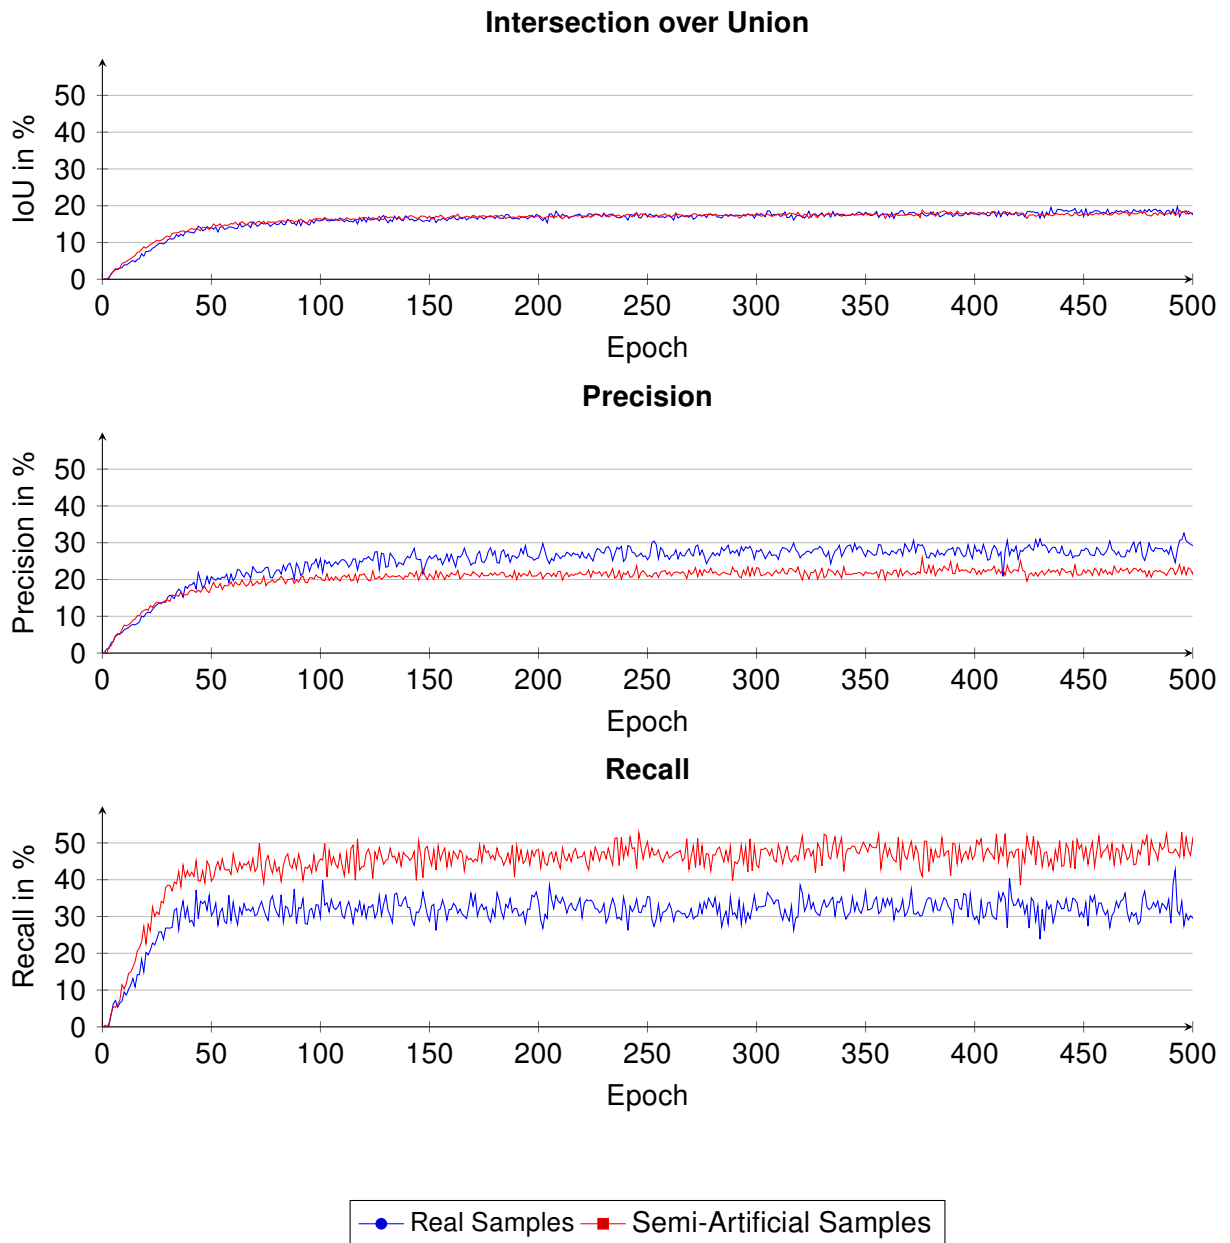 Intersection over Union
50
40
30
20
10
0
IoU in %
0 50 100 150 200 250 300 350 400 450 500
Epoch
Precision
50
40
30
20
10
0
Precision in %
0 50 100 150 200 250 300 350 400 450 500
Epoch
Recall
50
40
30
20
10
0
Recall in %
0 50 100 150 200 250 300 350 400 450 500
Epoch
Real Samples Semi-Artificial Samples